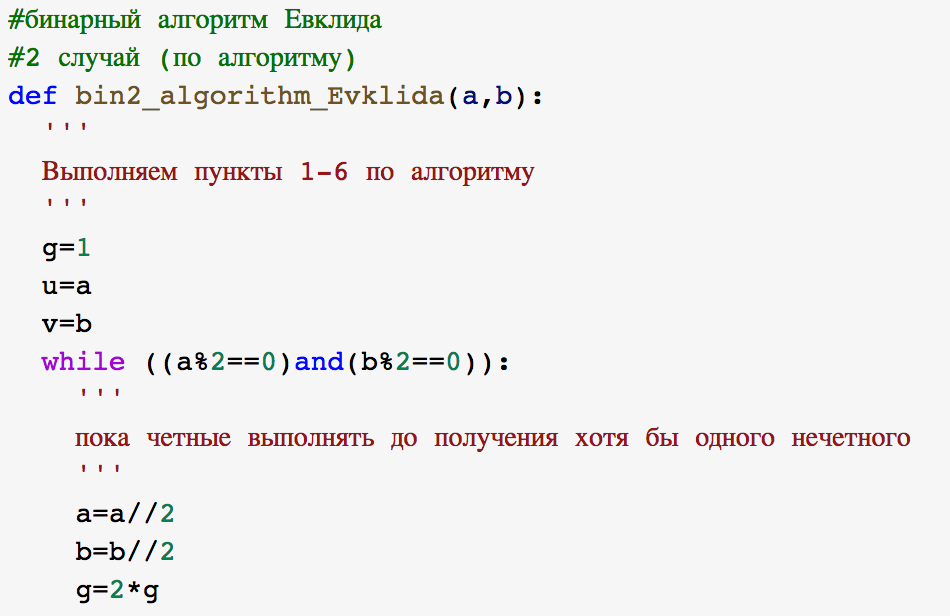 #бинарный алгоритм Евклида
#2 случай (по алгоритму)
def bin2_algorithm_Evklida(a,b):
'''
Выполняем пункты 1-6 по алгоритму
'''
g=1
u=a
v=b
while ((a%2==0)and(b%2==0)):
'''
пока четные выполнять до получения хотя бы одного нечетного
'''
a=a//2
b=b//2
g=2*g